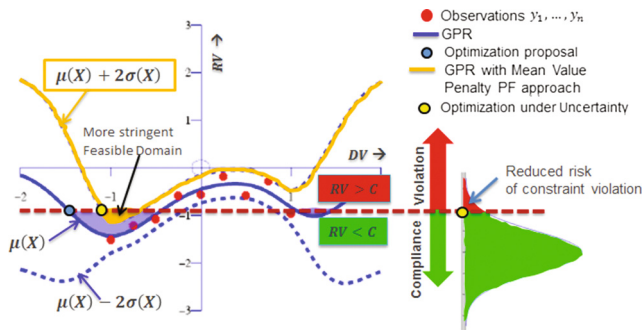 Observations y₁, ..., yₙ
GPR
Optimization proposal
GPR with Mean Value
Penalty PF approach
Optimization under Uncertainty
RV →
3
2
1
-1
-2
-3
μ(X) + 2σ(X)
More stringent
Feasible Domain
DV →
-2
-1
1
2
RV > C
RV < C
μ(X)
μ(X) − 2σ(X)
Violation
Compliance
Reduced risk
of constraint violation